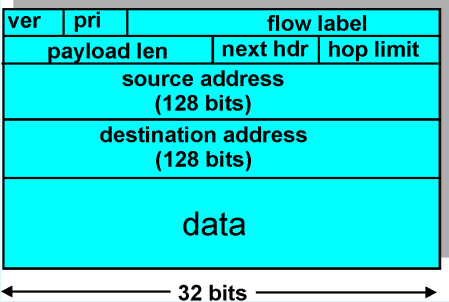 ver pri flow label
payload len next hdr hop limit
source address
(128 bits)
destination address
(128 bits)
data
32 bits